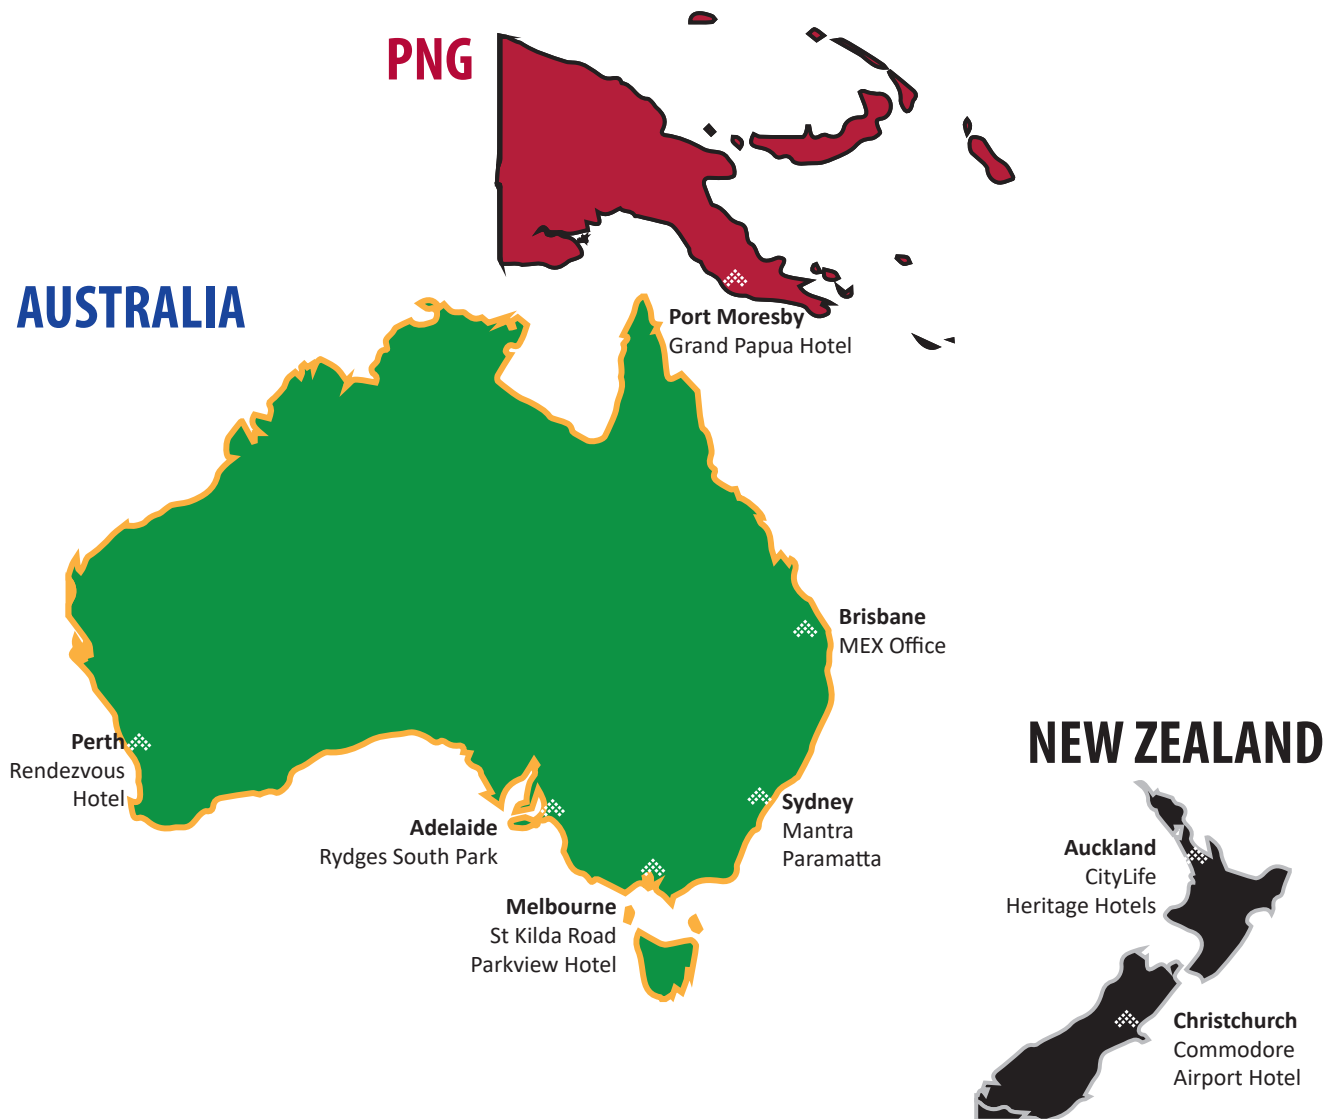 PNG
AUSTRALIA
Port Moresby
Grand Papua Hotel
Brisbane
MEX Office
Perth
Rendezvous
Hotel
NEW ZEALAND
Sydney
Mantra
Paramatta
Adelaide
Rydges South Park
Auckland
CityLife
Heritage Hotels
Melbourne
St Kilda Road
Parkview Hotel
Christchurch
Commodore
Airport Hotel